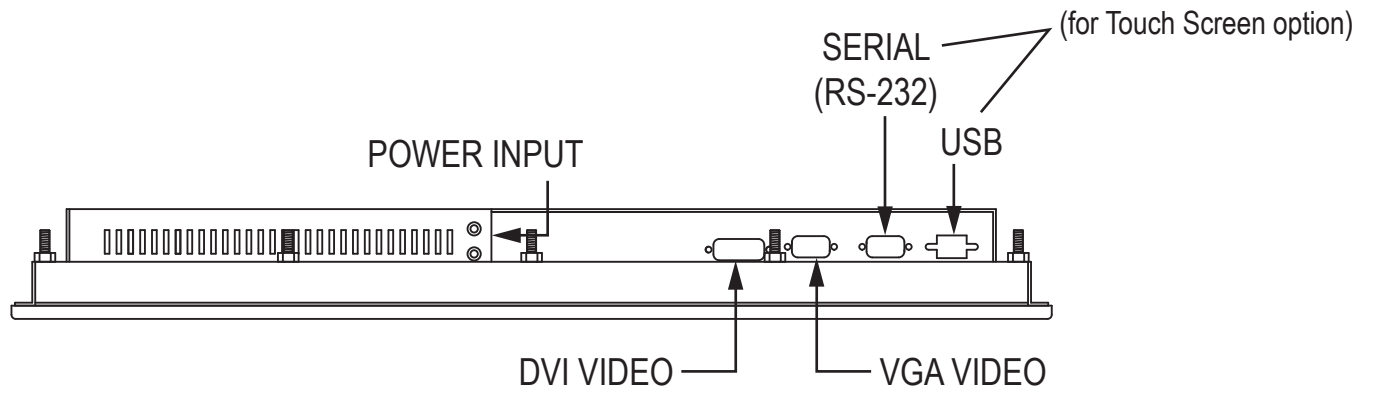 (for Touch Screen option)
SERIAL
(RS-232)
USB
POWER INPUT
DVI VIDEO
VGA VIDEO